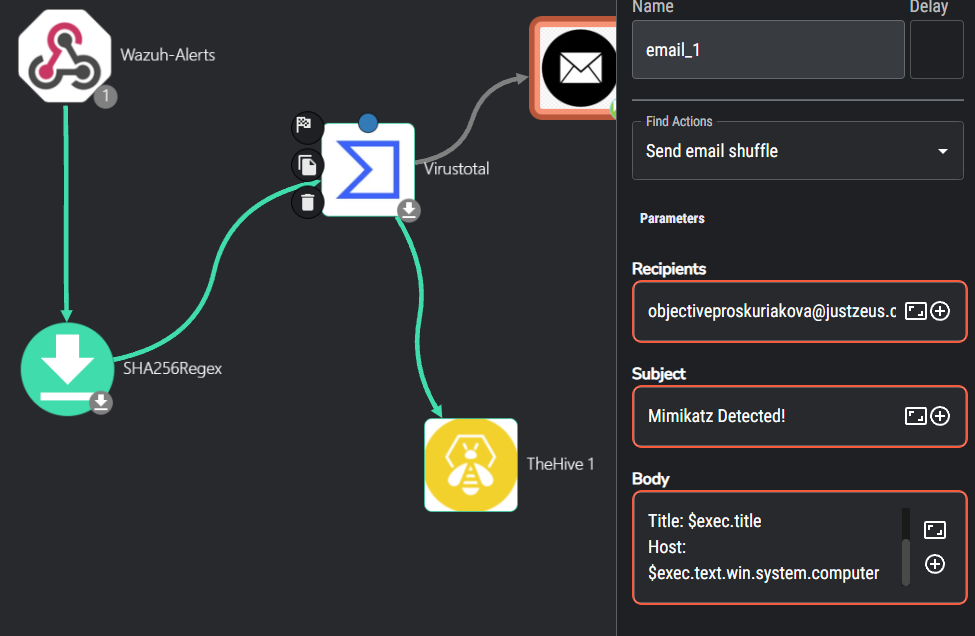 Wazuh-Alerts
1
SHA256Regex
Virustotal
TheHive 1
Name
Delay
email_1
Find Actions
Send email shuffle
Parameters
Recipients
objectiveproskuriakova@justzeus.c
Subject
Mimikatz Detected!
Body
Title: $exec.title
Host:
$exec.text.win.system.computer